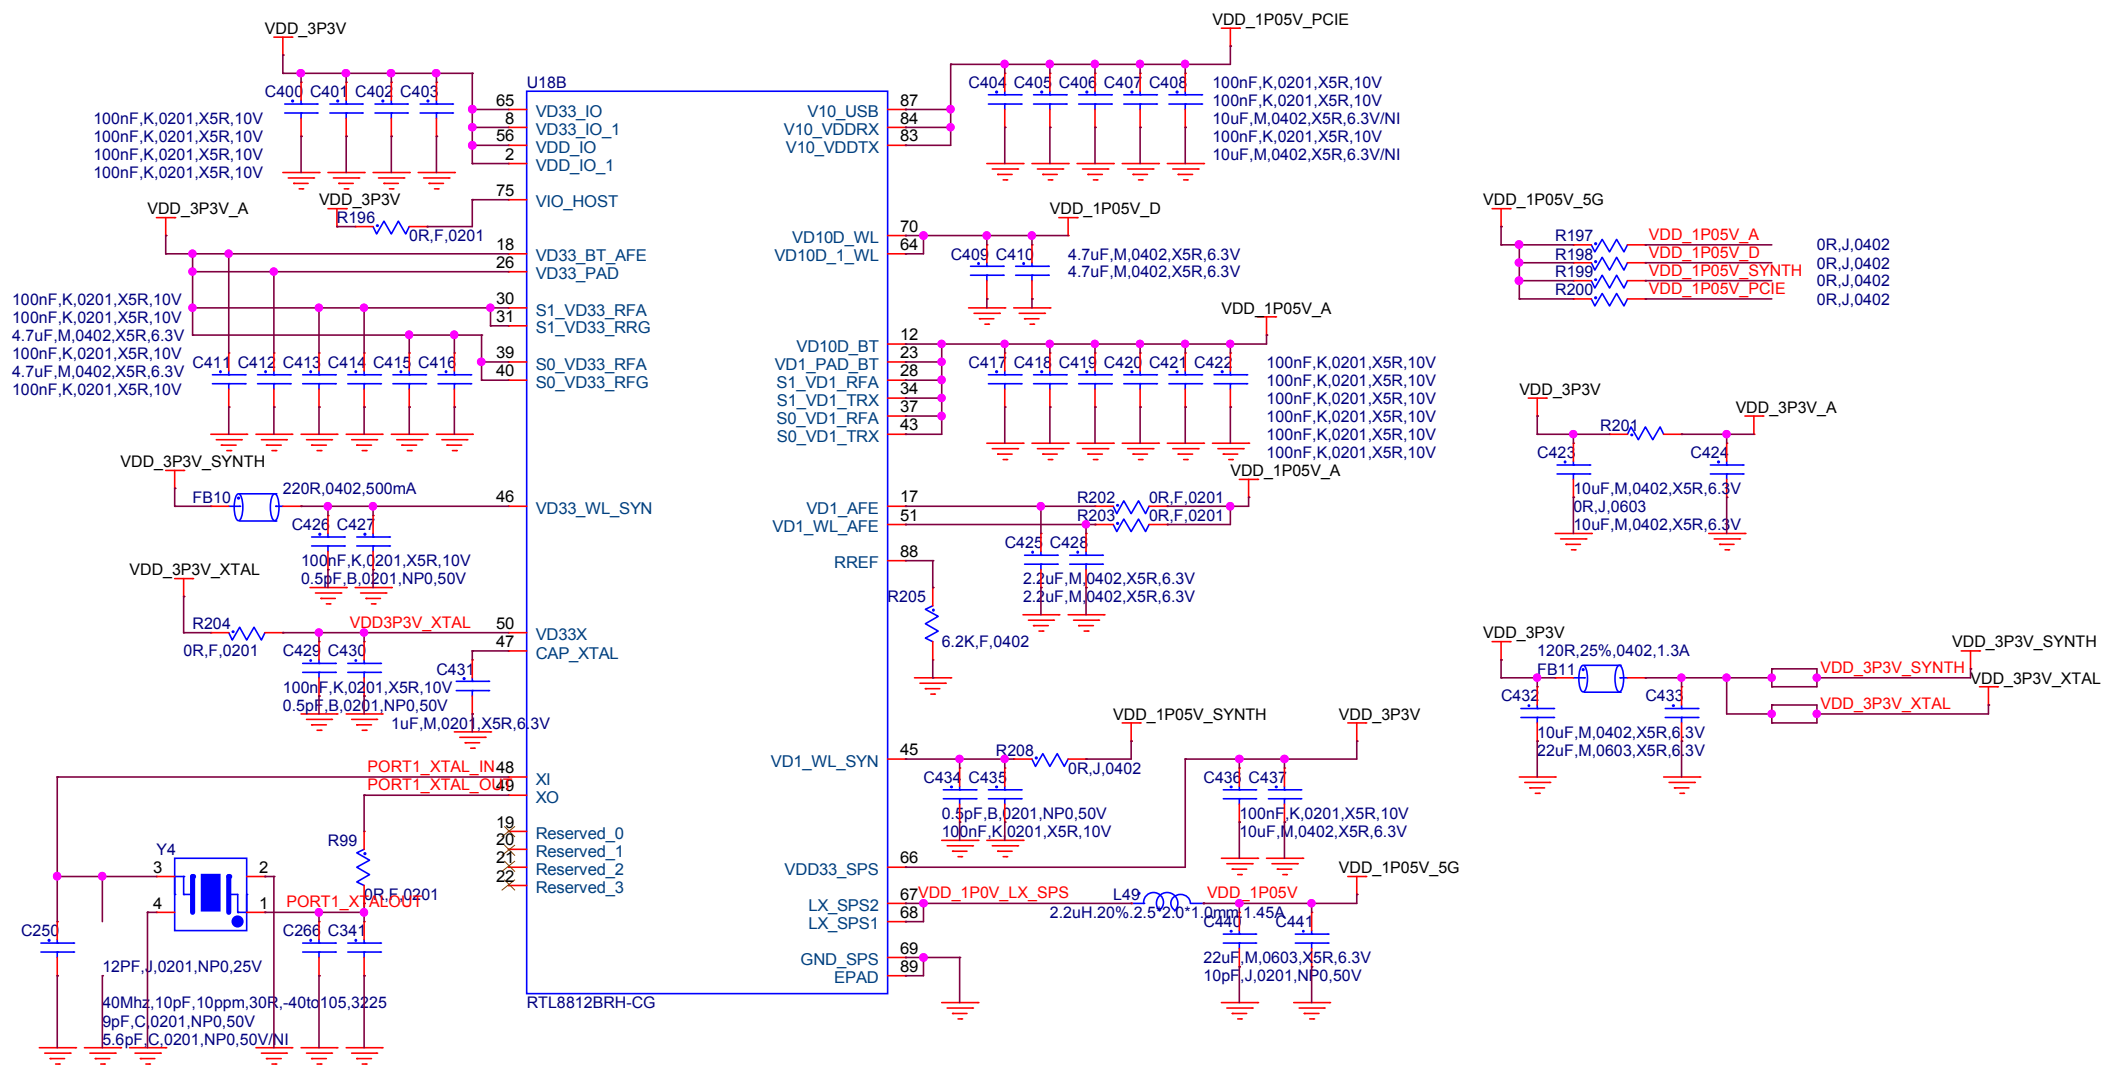 VDD_3P3V
C400 C401 C402 C403
100nF,K,0201,X5R,10V
100nF,K,0201,X5R,10V
100nF,K,0201,X5R,10V
100nF,K,0201,X5R,10V
VDD_3P3V
R196
0R,F,0201
VDD_3P3V_A
100nF,K,0201,X5R,10V
100nF,K,0201,X5R,10V
4.7uF,M,0402,X5R,6.3V
100nF,K,0201,X5R,10V
4.7uF,M,0402,X5R,6.3V
100nF,K,0201,X5R,10V
C411 C412 C413 C414 C415 C416
VDD_3P3V_SYNTH
FB10
220R,0402,500mA
C426 C427
100nF,K,0201,X5R,10V
0.5pF,B,0201,NP0,50V
VDD_3P3V_XTAL
R204
0R,F,0201
VDD3P3V_XTAL
C429 C430
100nF,K,0201,X5R,10V
0.5pF,B,0201,NP0,50V
C431
1uF,M,0201,X5R,6.3V
PORT1_XTAL_IN
PORT1_XTAL_OUT
R99
0R,F,0201
PORT1_XTALOUT
Y4
3 2
4 1
C250
C266 C341
12PF,J,0201,NP0,25V
40Mhz,10pF,10ppm,30R,-40to105,3225
9pF,C,0201,NP0,50V
5.6pF,C,0201,NP0,50V/NI
U18B
65 VD33_IO
8 VD33_IO_1
56 VDD_IO
2 VDD_IO_1
75 VIO_HOST
18 VD33_BT_AFE
26 VD33_PAD
30 S1_VD33_RFA
31 S1_VD33_RRG
39 S0_VD33_RFA
40 S0_VD33_RFG
46 VD33_WL_SYN
50 VD33X
47 CAP_XTAL
48 XI
49 XO
19 Reserved_0
20 Reserved_1
21 Reserved_2
22 Reserved_3
RTL8812BRH-CG
V10_USB 87
V10_VDDRX 84
V10_VDDTX 83
VD10D_WL 70
VD10D_1_WL 64
VD10D_BT 12
VD1_PAD_BT 23
S1_VD1_RFA 28
S1_VD1_TRX 34
S0_VD1_RFA 37
S0_VD1_TRX 43
VD1_AFE 17
VD1_WL_AFE 51
RREF 88
VD1_WL_SYN 45
VDD33_SPS 66
LX_SPS2 67
LX_SPS1 68
GND_SPS 69
EPAD 89
VDD_1P05V_PCIE
C404 C405 C406 C407 C408
100nF,K,0201,X5R,10V
100nF,K,0201,X5R,10V
10uF,M,0402,X5R,6.3V/NI
100nF,K,0201,X5R,10V
10uF,M,0402,X5R,6.3V/NI
VDD_1P05V_D
C409 C410
4.7uF,M,0402,X5R,6.3V
4.7uF,M,0402,X5R,6.3V
VDD_1P05V_A
C417 C418 C419 C420 C421 C422
100nF,K,0201,X5R,10V
100nF,K,0201,X5R,10V
100nF,K,0201,X5R,10V
100nF,K,0201,X5R,10V
100nF,K,0201,X5R,10V
100nF,K,0201,X5R,10V
VDD_1P05V_A
R202 0R,F,0201
R203 0R,F,0201
C425 C428
2.2uF,M,0402,X5R,6.3V
2.2uF,M,0402,X5R,6.3V
R205
6.2K,F,0402
VDD_1P05V_SYNTH
R208
0R,J,0402
C434 C435
0.5pF,B,0201,NP0,50V
100nF,K,0201,X5R,10V
VDD_3P3V
C436 C437
100nF,K,0201,X5R,10V
10uF,M,0402,X5R,6.3V
VDD_1P0V_LX_SPS
L49
2.2uH.20%.2.5*2.0*1.0mm.1.45A
VDD_1P05V
VDD_1P05V_5G
C440 C441
22uF,M,0603,X5R,6.3V
10pF,J,0201,NP0,50V
VDD_1P05V_5G
R197 VDD_1P05V_A 0R,J,0402
R198 VDD_1P05V_D 0R,J,0402
R199 VDD_1P05V_SYNTH 0R,J,0402
R200 VDD_1P05V_PCIE 0R,J,0402
VDD_3P3V
R201
VDD_3P3V_A
C423 C424
10uF,M,0402,X5R,6.3V
0R,J,0603
10uF,M,0402,X5R,6.3V
VDD_3P3V
120R,25%,0402,1.3A
FB11
C432 C433
10uF,M,0402,X5R,6.3V
22uF,M,0603,X5R,6.3V
VDD_3P3V_SYNTH
VDD_3P3V_SYNTH
VDD_3P3V_XTAL
VDD_3P3V_XTAL